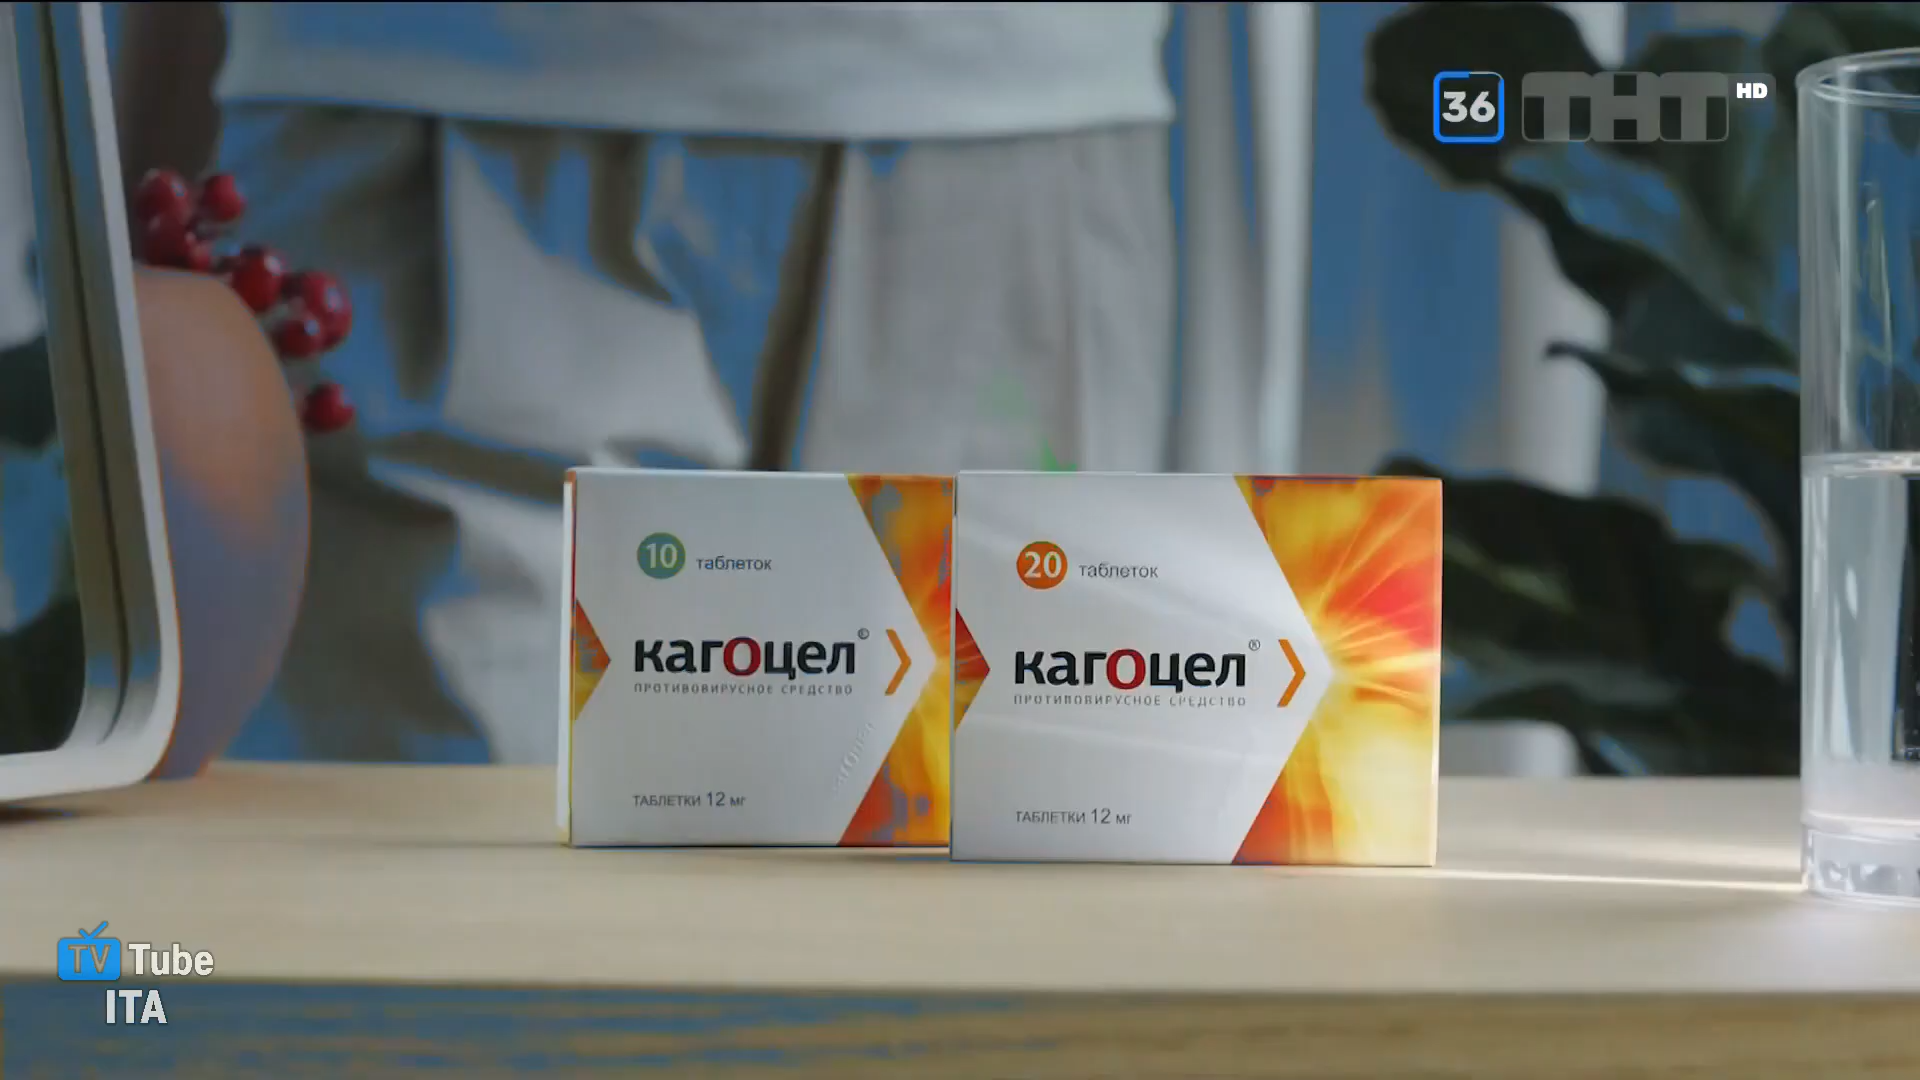 36 ТНТ HD
10 таблеток
кагоцел®
ПРОТИВОВИРУСНОЕ СРЕДСТВО
ТАБЛЕТКИ 12 мг
20 таблеток
кагоцел®
ПРОТИВОВИРУСНОЕ СРЕДСТВО
ТАБЛЕТКИ 12 мг
TV Tube
ITA